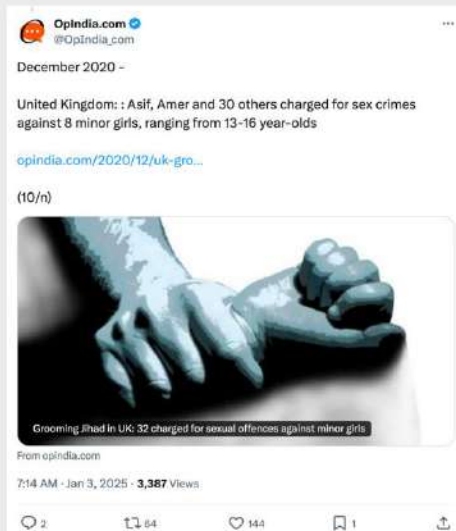 OpIndia.com
@OpIndia_com
December 2020 -
United Kingdom: : Asif, Amer and 30 others charged for sex crimes
against 8 minor girls, ranging from 13-16 year-olds
opindia.com/2020/12/uk-gro...
(10/n)
Grooming Jihad in UK: 32 charged for sexual offences against minor girls
From opindia.com
7:14 AM · Jan 3, 2025 · 3,387 Views
2 64 144 1